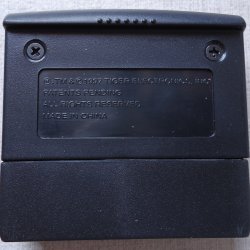 ©,TM & © 1997 TIGER ELECTRONICS, INC.
PATENTS PENDING
ALL RIGHTS RESERVED
MADE IN CHINA